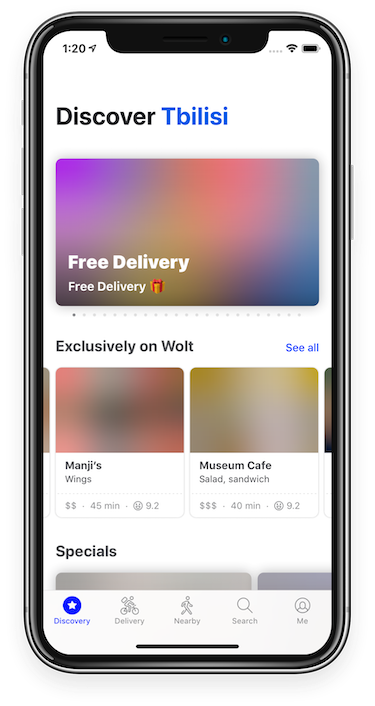 1:20
Discover Tbilisi
Free Delivery
Free Delivery 🎁
Exclusively on Wolt
See all
Manji's
Wings
$$ · 45 min · 9.2
Museum Cafe
Salad, sandwich
$$$ · 40 min · 9.2
Specials
Discovery
Delivery
Nearby
Search
Me